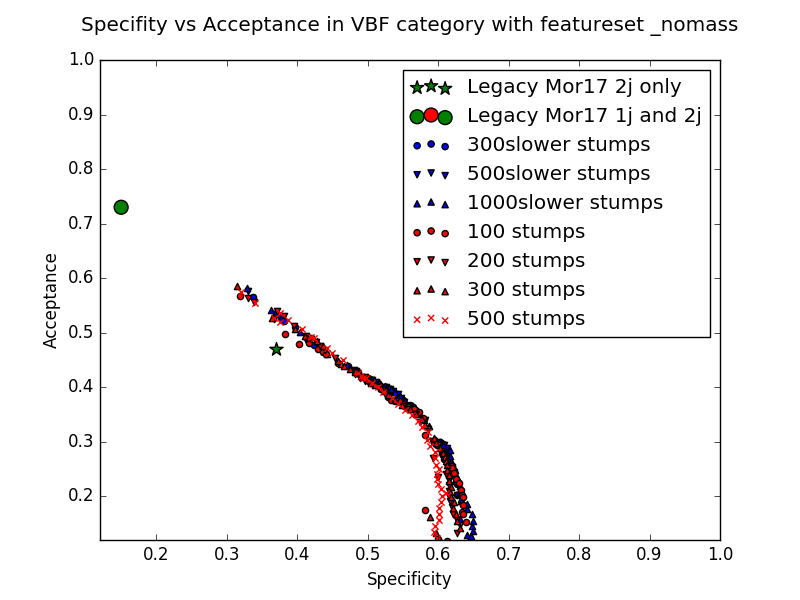 Specifity vs Acceptance in VBF category with featureset _nomass
1.0
0.9
0.8
0.7
0.6
0.5
0.4
0.3
0.2
Acceptance
Legacy Mor17 2j only
Legacy Mor17 1j and 2j
300slower stumps
500slower stumps
1000slower stumps
100 stumps
200 stumps
300 stumps
500 stumps
0.2 0.3 0.4 0.5 0.6 0.7 0.8 0.9 1.0
Specificity